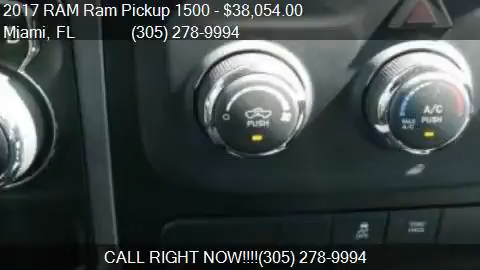 2017 RAM Ram Pickup 1500 - $38,054.00
Miami, FL (305) 278-9994
PUSH
A/C
PUSH
MAX
A/C
CALL RIGHT NOW!!!!(305) 278-9994